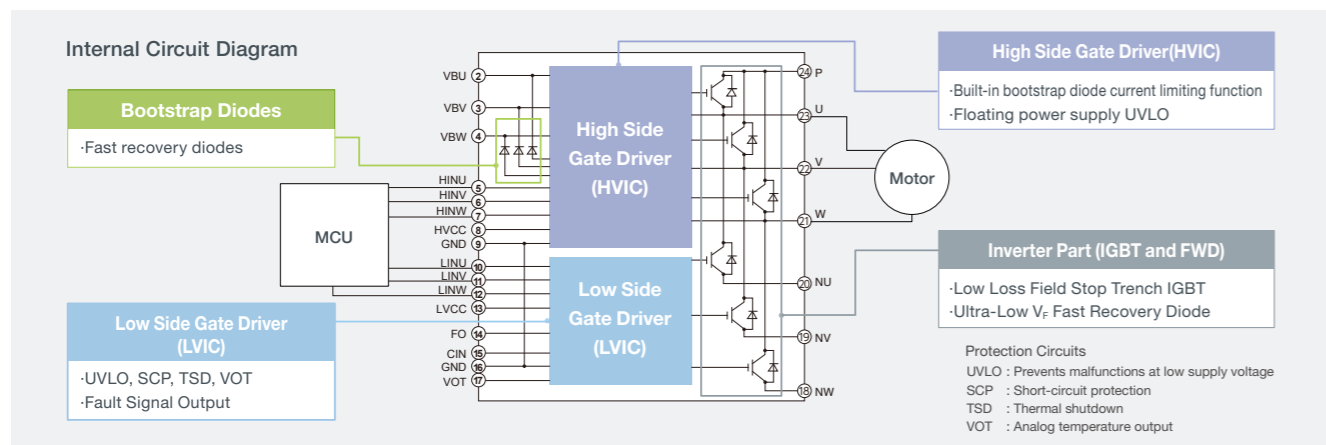 Internal Circuit Diagram
Bootstrap Diodes
·Fast recovery diodes
MCU
Low Side Gate Driver
(LVIC)
·UVLO, SCP, TSD, VOT
·Fault Signal Output
VBU 2
VBV 3
VBW 4
HINU 5
HINV 6
HINW 7
HVCC 8
GND 9
LINU 10
LINV 11
LINW 12
LVCC 13
FO 14
CIN 15
GND 16
VOT 17
High Side
Gate Driver
(HVIC)
Low Side
Gate Driver
(LVIC)
24 P
23 U
22 V
21 W
20 NU
19 NV
18 NW
Motor
High Side Gate Driver(HVIC)
·Built-in bootstrap diode current limiting function
·Floating power supply UVLO
Inverter Part (IGBT and FWD)
·Low Loss Field Stop Trench IGBT
·Ultra-Low VF Fast Recovery Diode
Protection Circuits
UVLO : Prevents malfunctions at low supply voltage
SCP : Short-circuit protection
TSD : Thermal shutdown
VOT : Analog temperature output